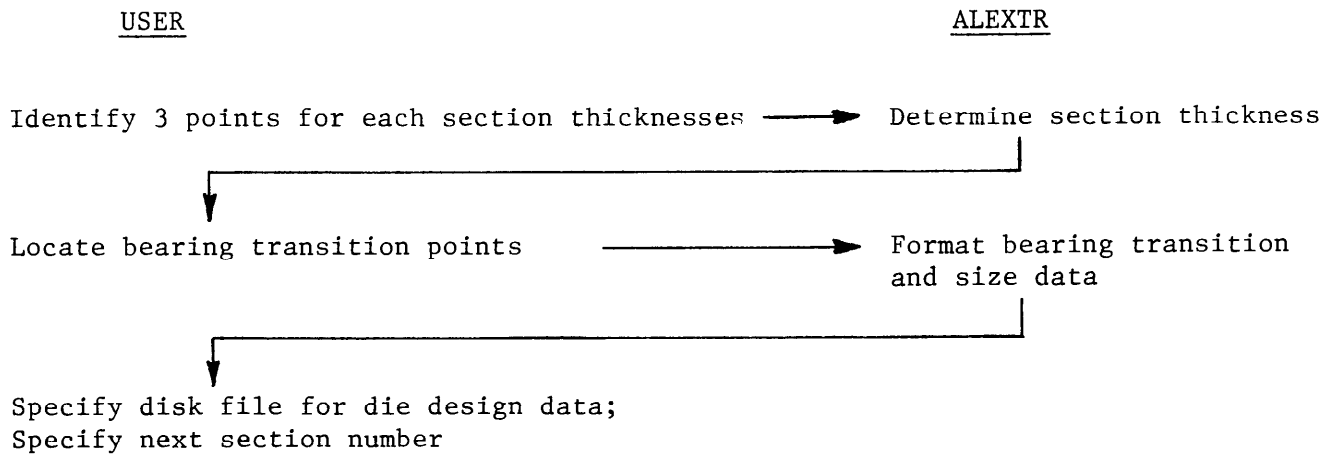 USER
ALEXTR
Identify 3 points for each section thicknesses
Determine section thickness
Locate bearing transition points
Format bearing transition
and size data
Specify disk file for die design data;
Specify next section number